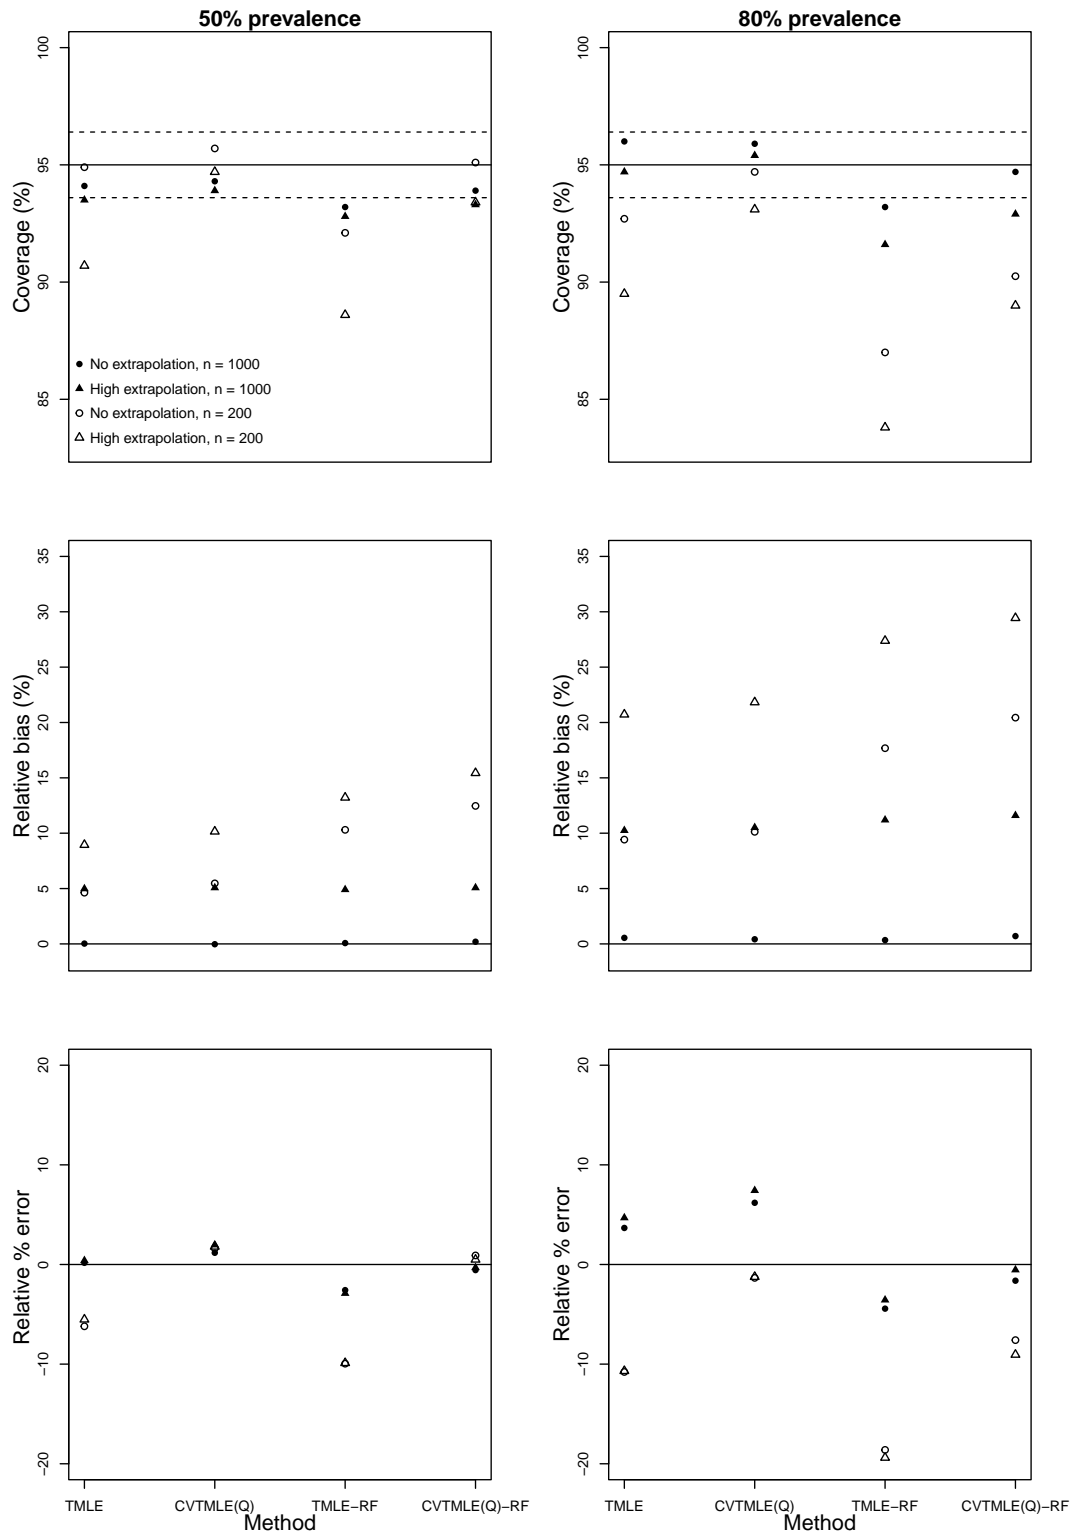 50% prevalence
80% prevalence
Coverage (%)
100
95
90
85
No extrapolation, n = 1000
High extrapolation, n = 1000
No extrapolation, n = 200
High extrapolation, n = 200
Coverage (%)
100
95
90
85
Relative bias (%)
35
30
25
20
15
10
5
0
Relative bias (%)
35
30
25
20
15
10
5
0
Relative % error
20
10
0
−10
−20
TMLE CVTMLE(Q) TMLE−RF CVTMLE(Q)−RF
Method
Relative % error
20
10
0
−10
−20
TMLE CVTMLE(Q) TMLE−RF CVTMLE(Q)−RF
Method